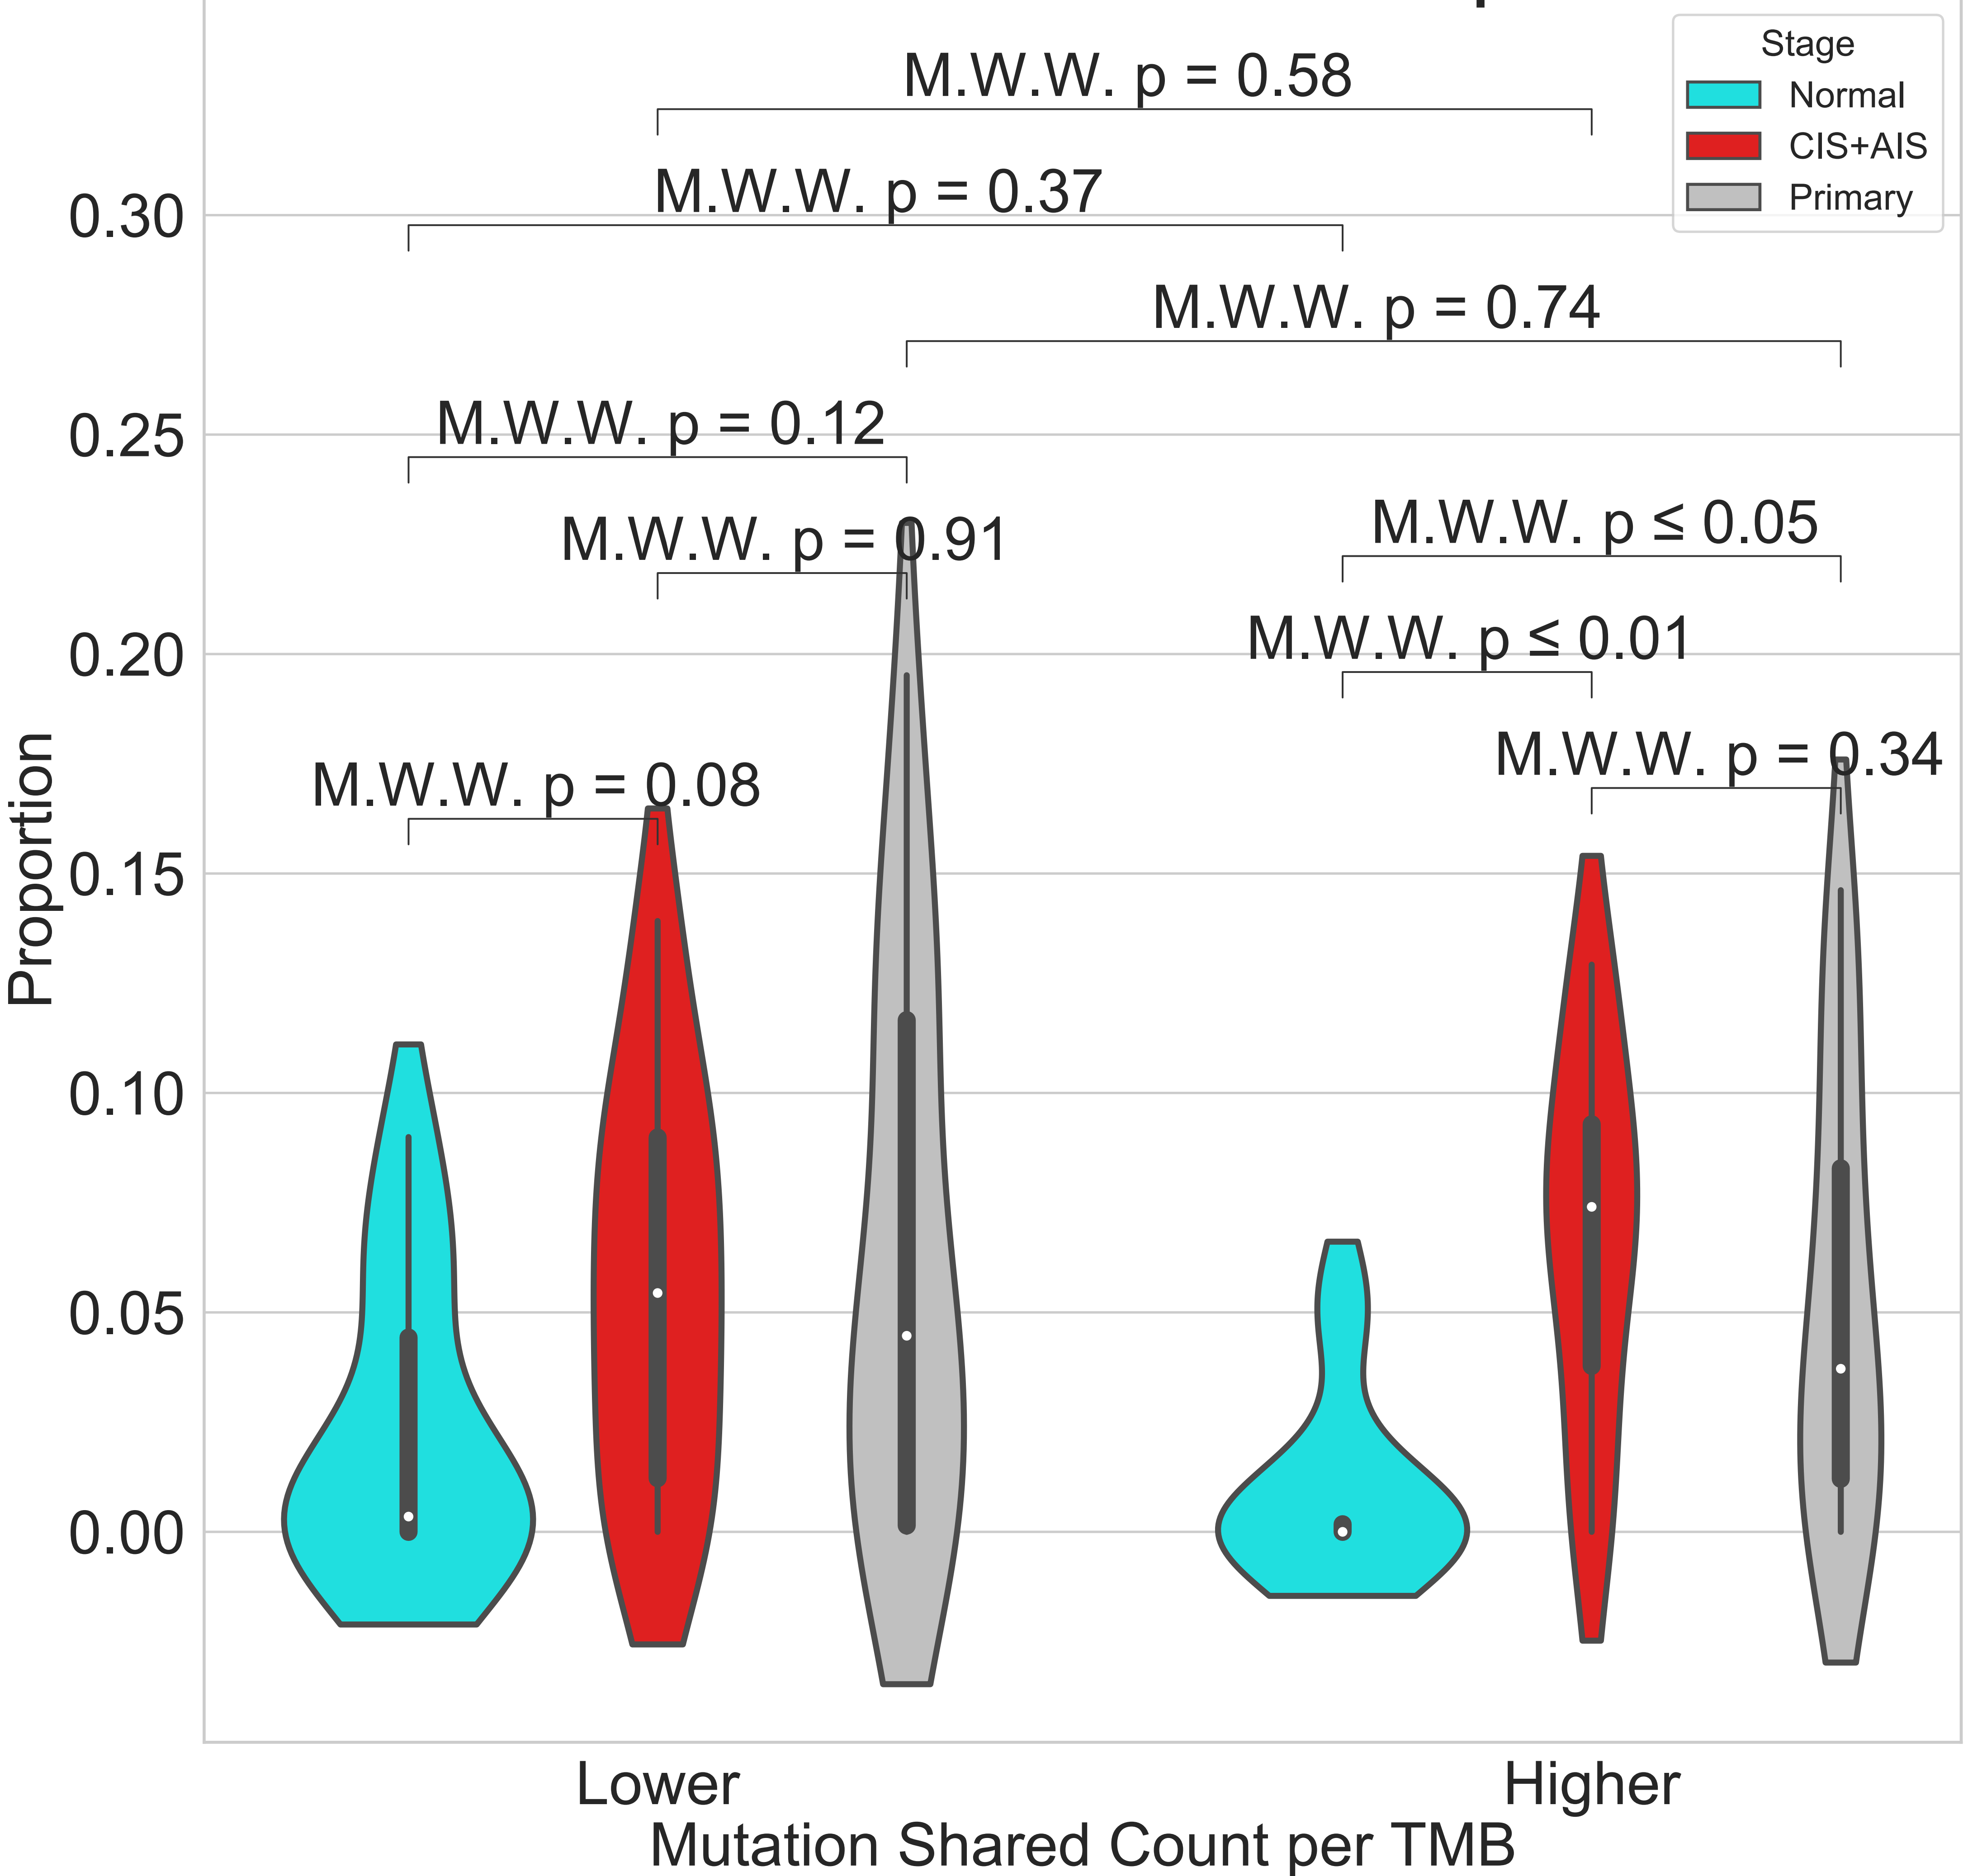 Stage
Normal
CIS+AIS
Primary
M.W.W. p = 0.58
M.W.W. p = 0.37
M.W.W. p = 0.74
M.W.W. p = 0.12
M.W.W. p = 0.91
M.W.W. p ≤ 0.05
M.W.W. p ≤ 0.01
M.W.W. p = 0.34
M.W.W. p = 0.08
0.30
0.25
0.20
0.15
0.10
0.05
0.00
Proportion
Lower
Higher
Mutation Shared Count per TMB